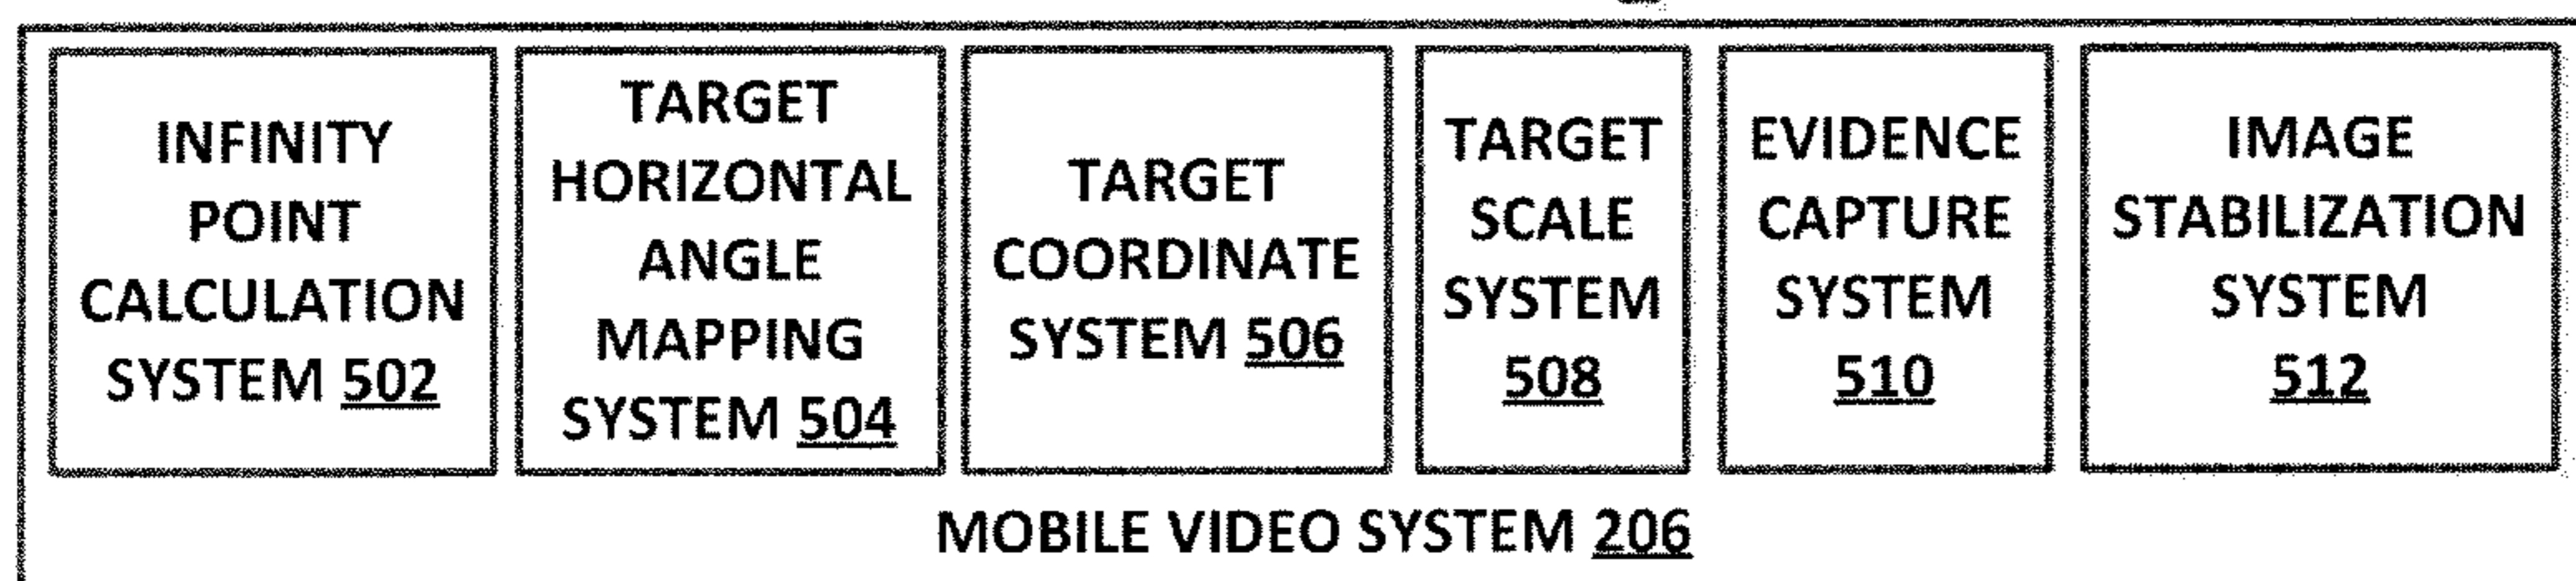 INFINITY
POINT
CALCULATION
SYSTEM 502
TARGET
HORIZONTAL
ANGLE
MAPPING
SYSTEM 504
TARGET
COORDINATE
SYSTEM 506
TARGET
SCALE
SYSTEM
508
EVIDENCE
CAPTURE
SYSTEM
510
IMAGE
STABILIZATION
SYSTEM
512
MOBILE VIDEO SYSTEM 206